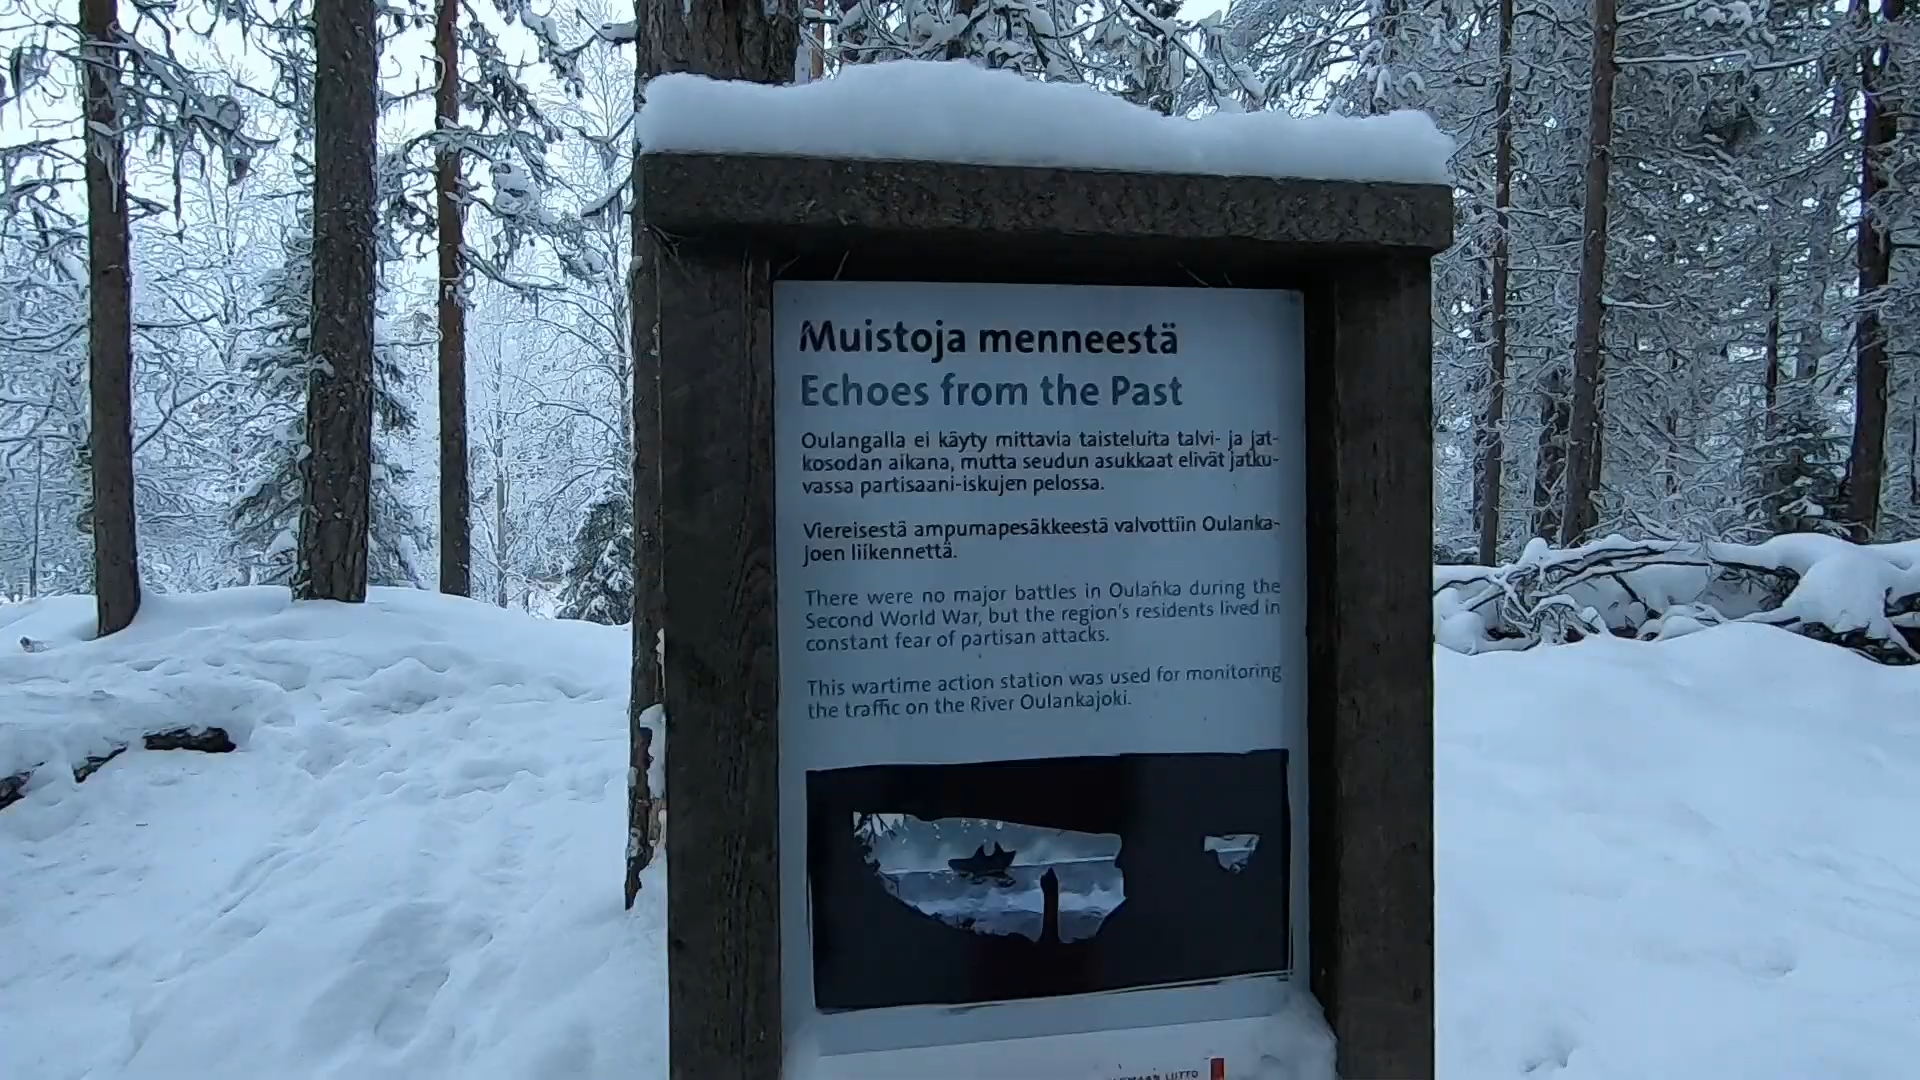 Muistoja menneestä
Echoes from the Past
Oulangalla ei käyty mittavia taisteluita talvi- ja jat-
kosodan aikana, mutta seudun asukkaat elivät jatku-
vassa partisaani-iskujen pelossa.
Viereisestä ampumapesäkkeestä valvottiin Oulanka-
joen liikennettä.
There were no major battles in Oulanka during the
Second World War, but the region's residents lived in
constant fear of partisan attacks.
This wartime action station was used for monitoring
the traffic on the River Oulankajoki.
LIITTO